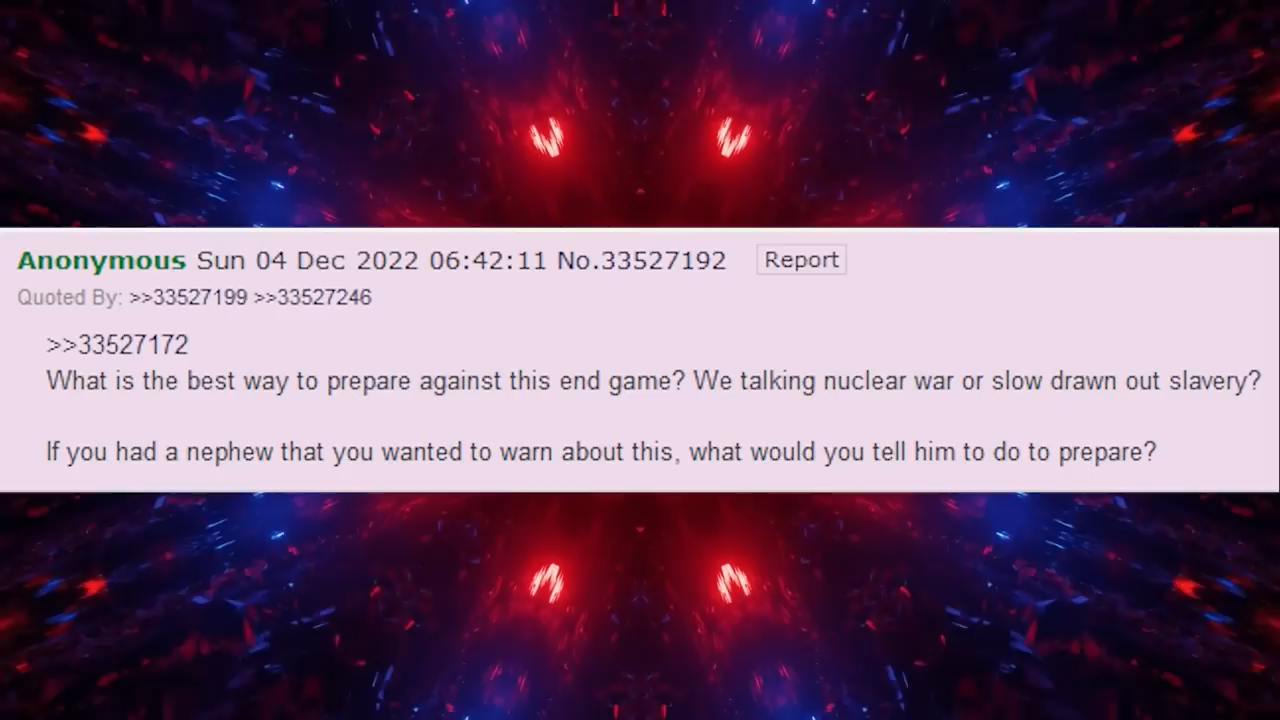 Anonymous Sun 04 Dec 2022 06:42:11 No.33527192 Report
Quoted By: >>33527199 >>33527246
>>33527172
What is the best way to prepare against this end game? We talking nuclear war or slow drawn out slavery?
If you had a nephew that you wanted to warn about this, what would you tell him to do to prepare?